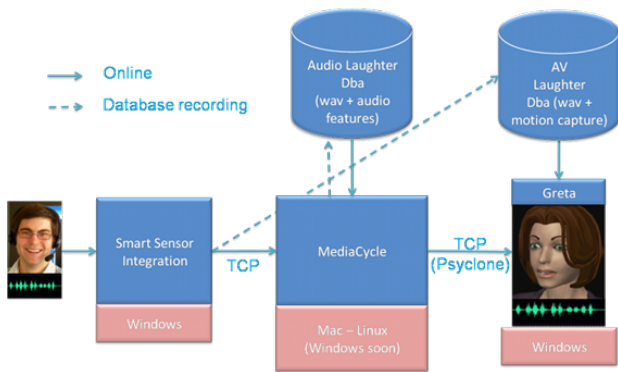 Online
Database recording
Audio Laughter
Dba
(wav + audio
features)
AV
Laughter
Dba (wav +
motion capture)
Smart Sensor
Integration
Windows
TCP
MediaCycle
Mac – Linux
(Windows soon)
TCP
(Psyclone)
Greta
Windows